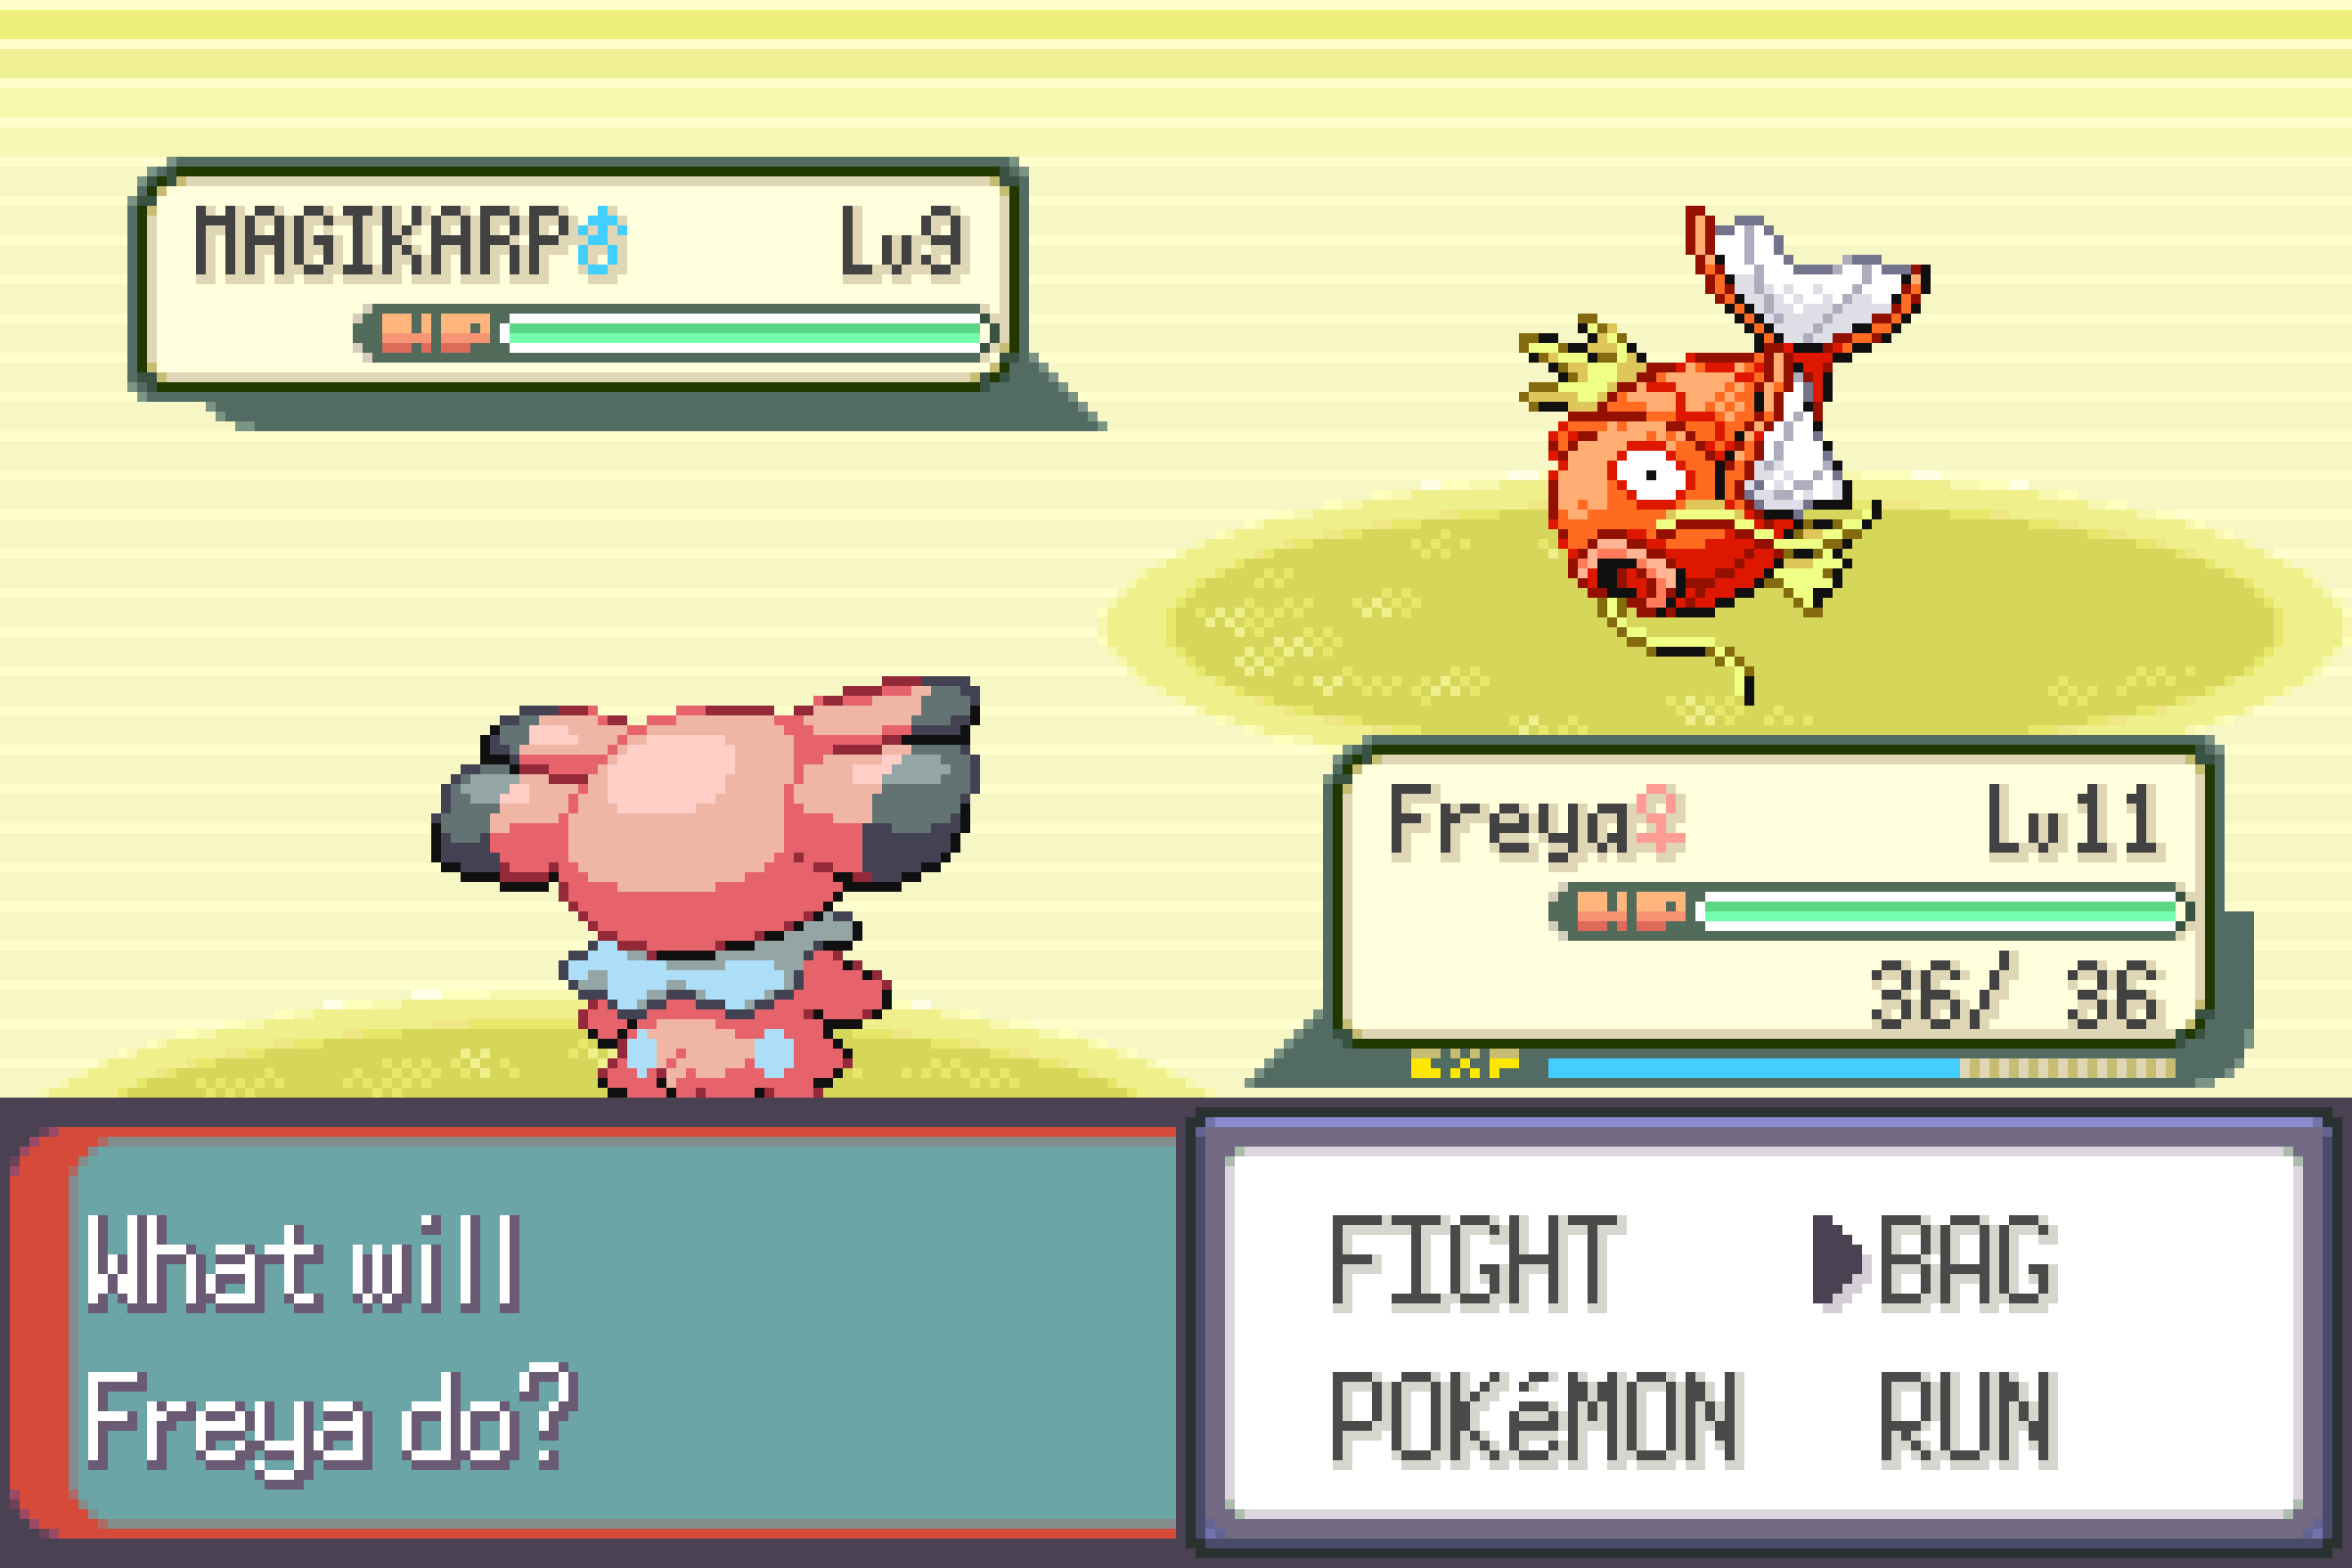 MAGIKARP♂ Lv9
HP
Freya♀ Lv11
HP
36/ 36
EXP
What will
Freya do?
FIGHT ▶BAG
POKéMON RUN